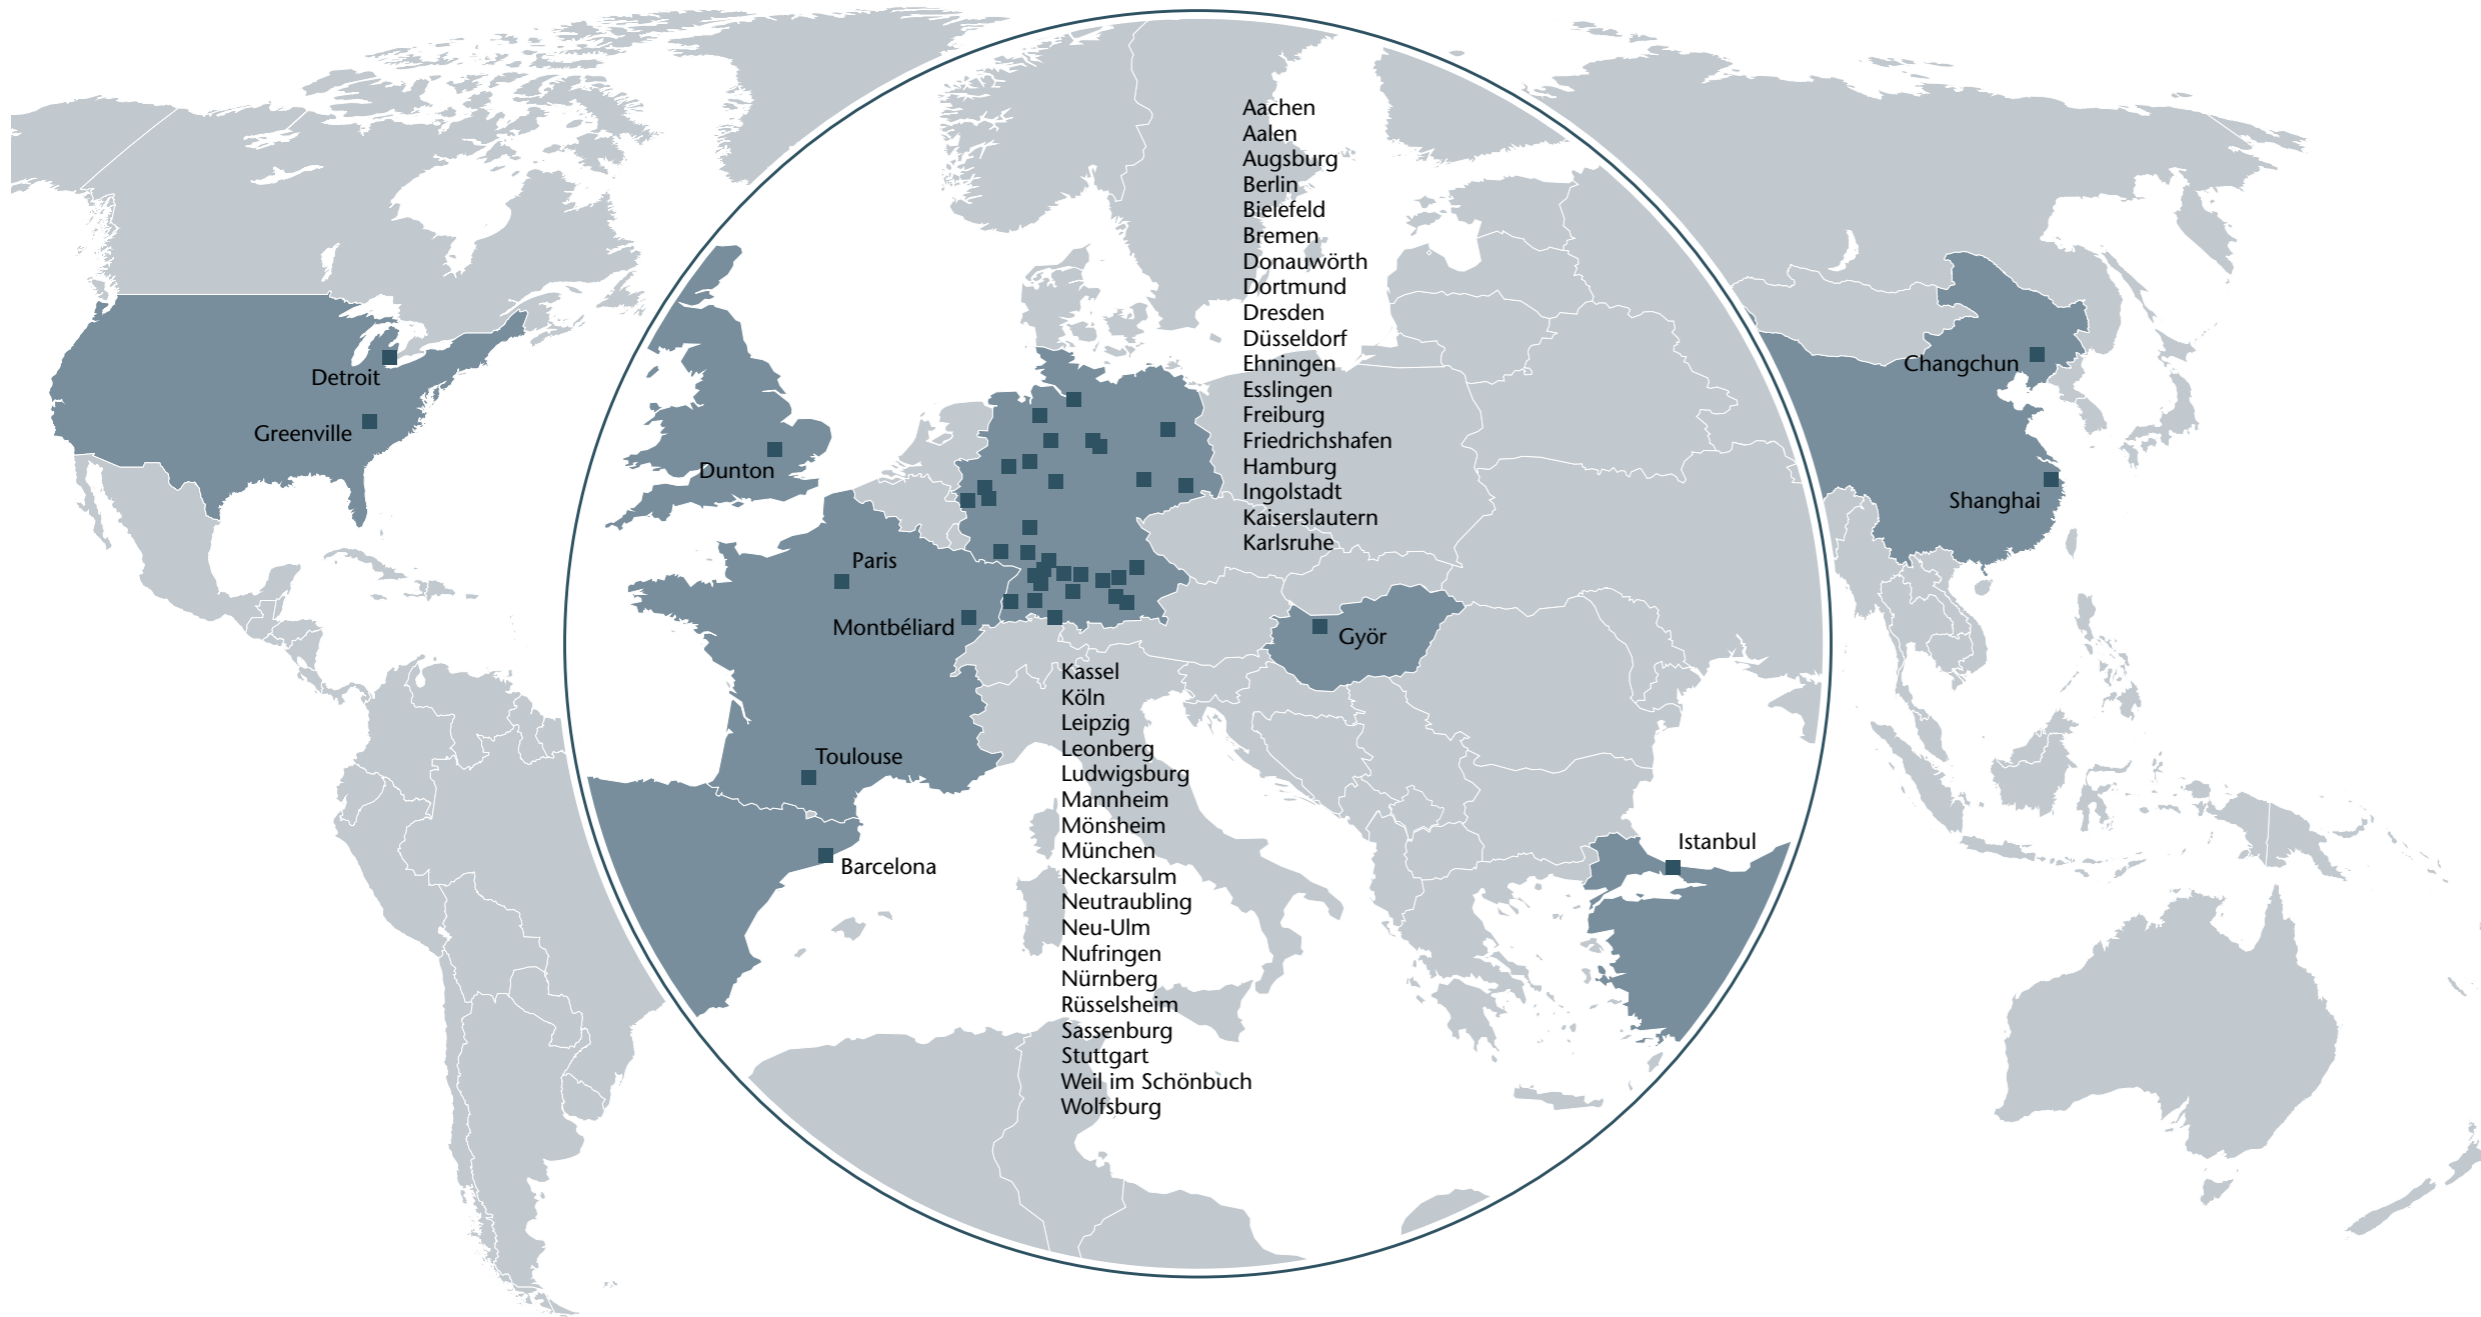 Aachen
Aalen
Augsburg
Berlin
Bielefeld
Bremen
Donauwörth
Dortmund
Dresden
Düsseldorf
Ehningen
Esslingen
Freiburg
Friedrichshafen
Hamburg
Ingolstadt
Kaiserslautern
Karlsruhe
Detroit
Greenville
Dunton
Changchun
Shanghai
Paris
Montbéliard
Györ
Toulouse
Barcelona
Istanbul
Kassel
Köln
Leipzig
Leonberg
Ludwigsburg
Mannheim
Mönsheim
München
Neckarsulm
Neutraubling
Neu-Ulm
Nufringen
Nürnberg
Rüsselsheim
Sassenburg
Stuttgart
Weil im Schönbuch
Wolfsburg